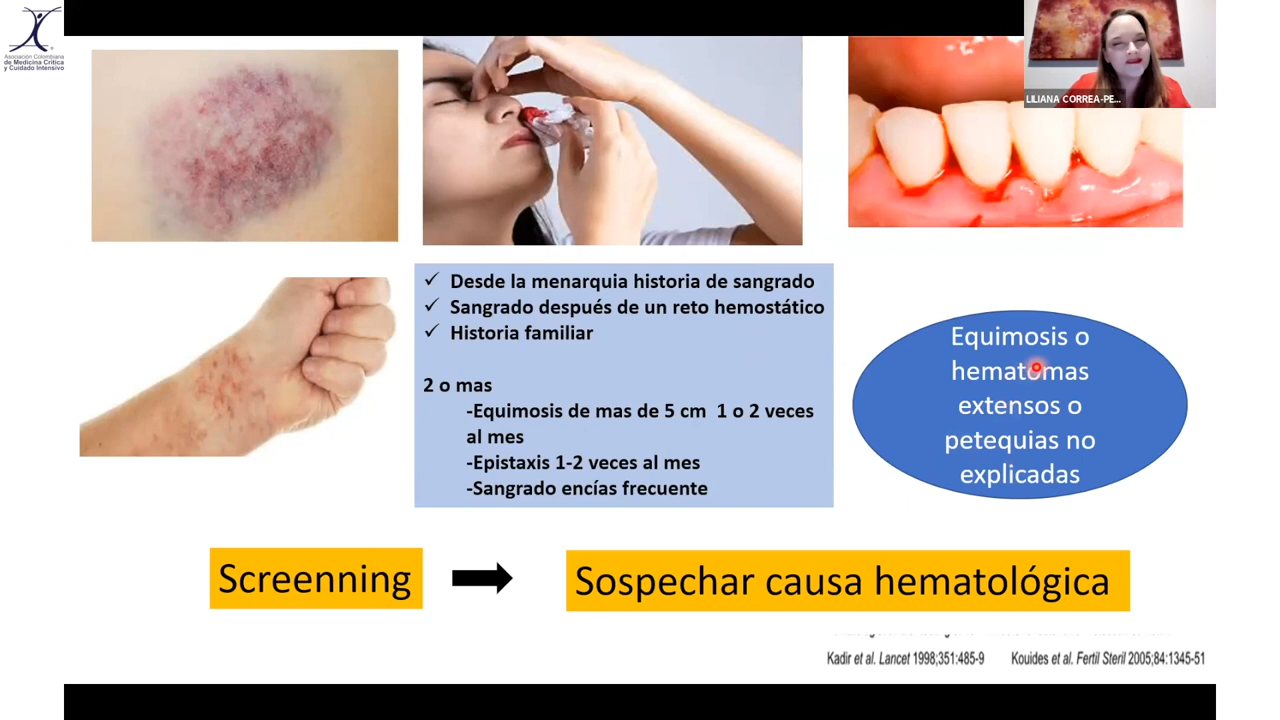 Asociación Colombiana
de Medicina Crítica
y Cuidado Intensivo
LILIANA CORREA-PE...
✓ Desde la menarquia historia de sangrado
✓ Sangrado después de un reto hemostático
✓ Historia familiar
2 o mas
-Equimosis de mas de 5 cm 1 o 2 veces
al mes
-Epistaxis 1-2 veces al mes
-Sangrado encías frecuente
Equimosis o
hematomas
extensos o
petequias no
explicadas
Screenning
Sospechar causa hematológica
Kadir et al. Lancet 1998;351:485-9 Kouides et al. Fertil Steril 2005;84:1345-51